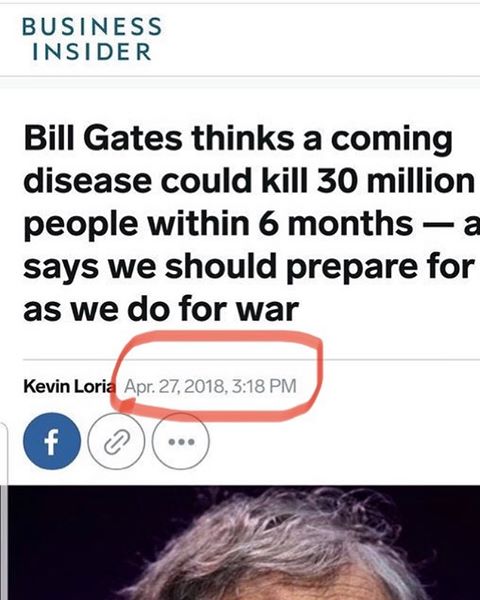 BUSINESS
INSIDER
Bill Gates thinks a coming
disease could kill 30 million
people within 6 months — a
says we should prepare for
as we do for war
Kevin Loria Apr. 27, 2018, 3:18 PM
f